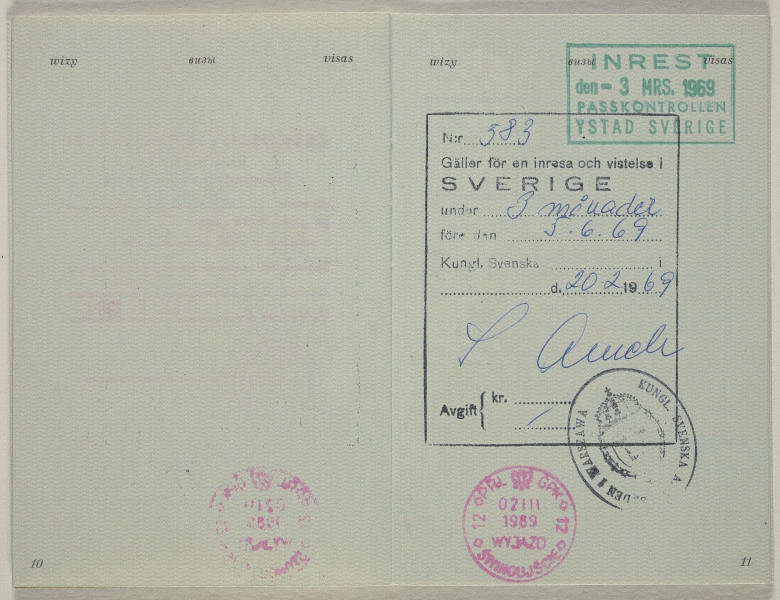 wizy визы visas
10
wizy визы visas
INREST
den - 3 MRS. 1969
PASSKONTROLLEN
YSTAD SVERIGE
N:r 583
Gäller för en inresa och vistelse i
SVERIGE
under 3 månader
före den 5.6.69
Kungl. Svenska i
d. 20.2 1969
Avgift { kr.
KUNGL. SVENSKA A
DEN I WARSZAWA
PRL GPK
12 02 III 12
1969
WYJAZD
ŚWINOUJŚCIE
11